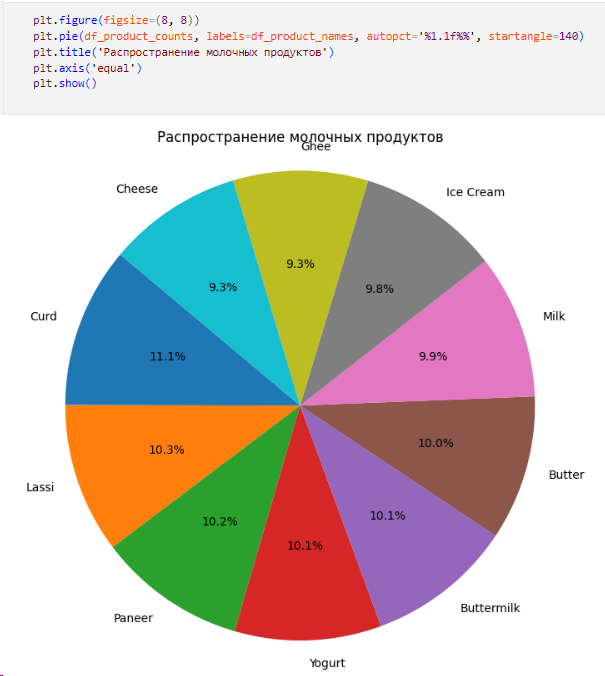 plt.figure(figsize=(8, 8))
plt.pie(df_product_counts, labels=df_product_names, autopct='%1.1f%%', startangle=140)
plt.title('Распространение молочных продуктов')
plt.axis('equal')
plt.show()
Распространение молочных продуктов
Ghee
Cheese
Ice Cream
9.3%
9.3%
9.8%
Curd
Milk
11.1%
9.9%
10.3%
10.0%
Lassi
Butter
10.2%
10.1%
10.1%
Paneer
Buttermilk
Yogurt